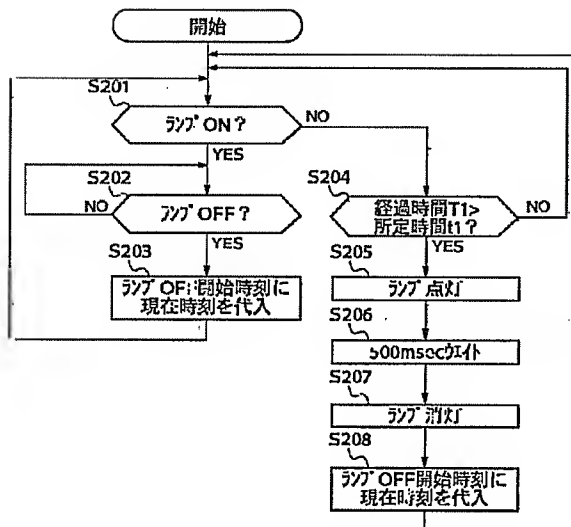 開始
S201
ランプON?
NO
YES
S202
ランプOFF?
NO
YES
S203
ランプOFF開始時刻に
現在時刻を代入
S204
経過時間T1>
所定時間t1?
NO
YES
S205
ランプ点灯
S206
500msecウエイト
S207
ランプ消灯
S208
ランプOFF開始時刻に
現在時刻を代入